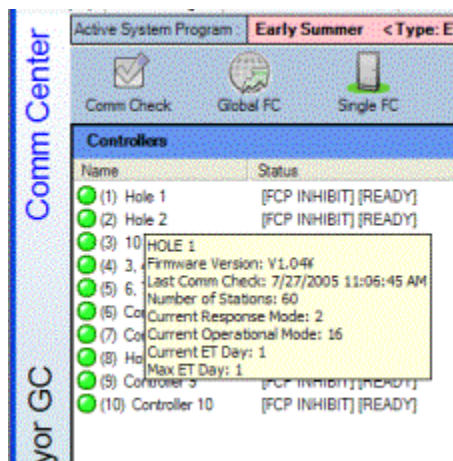 Comm Center
yor GC
Active System Program : Early Summer <Type: E
Comm Check Global FC Single FC
Controllers
Name Status
(1) Hole 1 [FCP INHIBIT] [READY]
(2) Hole 2 [FCP INHIBIT] [READY]
(3) 10
(4) 3,
(5) 6,
(6) Co
(7) Co
(8) Ho
HOLE 1
Firmware Version: V1.04¥
Last Comm Check: 7/27/2005 11:06:45 AM
Number of Stations: 60
Current Response Mode: 2
Current Operational Mode: 16
Current ET Day: 1
Max ET Day: 1
(9) Controller 9 [FCP INHIBIT] [READY]
(10) Controller 10 [FCP INHIBIT] [READY]